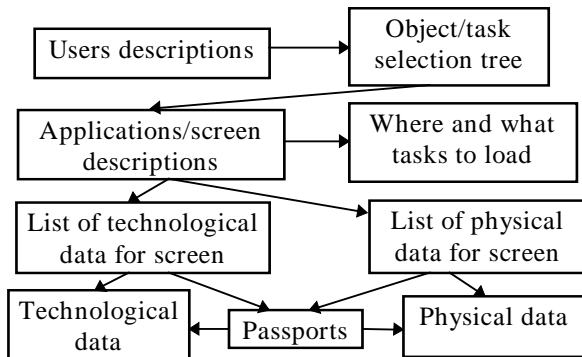 Users descriptions
Object/task
selection tree
Applications/screen
descriptions
Where and what
tasks to load
List of technological
data for screen
List of physical
data for screen
Technological
data
Passports
Physical data